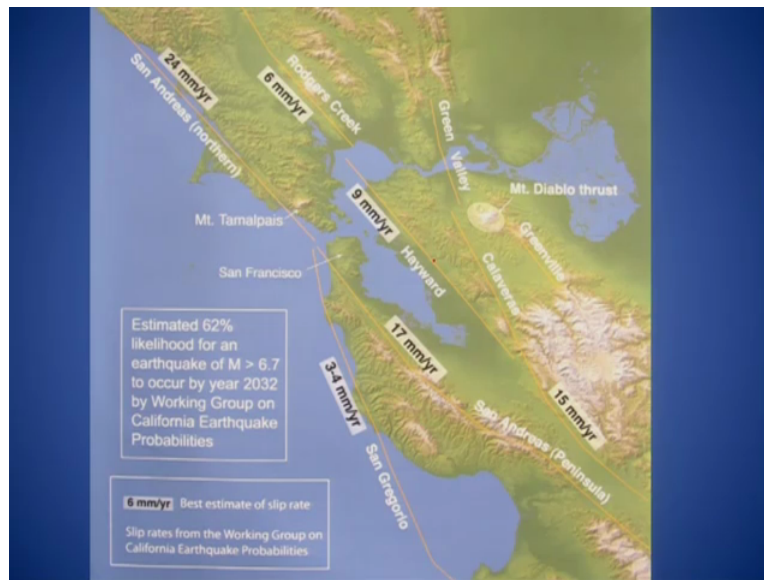 24 mm/yr
San Andreas (northern)
Rodgers Creek
6 mm/yr
Green Valley
Mt. Diablo thrust
9 mm/yr
Hayward
Mt. Tamalpais
Greenville
Calaveras
San Francisco
17 mm/yr
3-4 mm/yr
15 mm/yr
San Andreas (Peninsula)
San Gregorio
Estimated 62%
likelihood for an
earthquake of M > 6.7
to occur by year 2032
by Working Group on
California Earthquake
Probabilities
6 mm/yr Best estimate of slip rate
Slip rates from the Working Group on
California Earthquake Probabilities